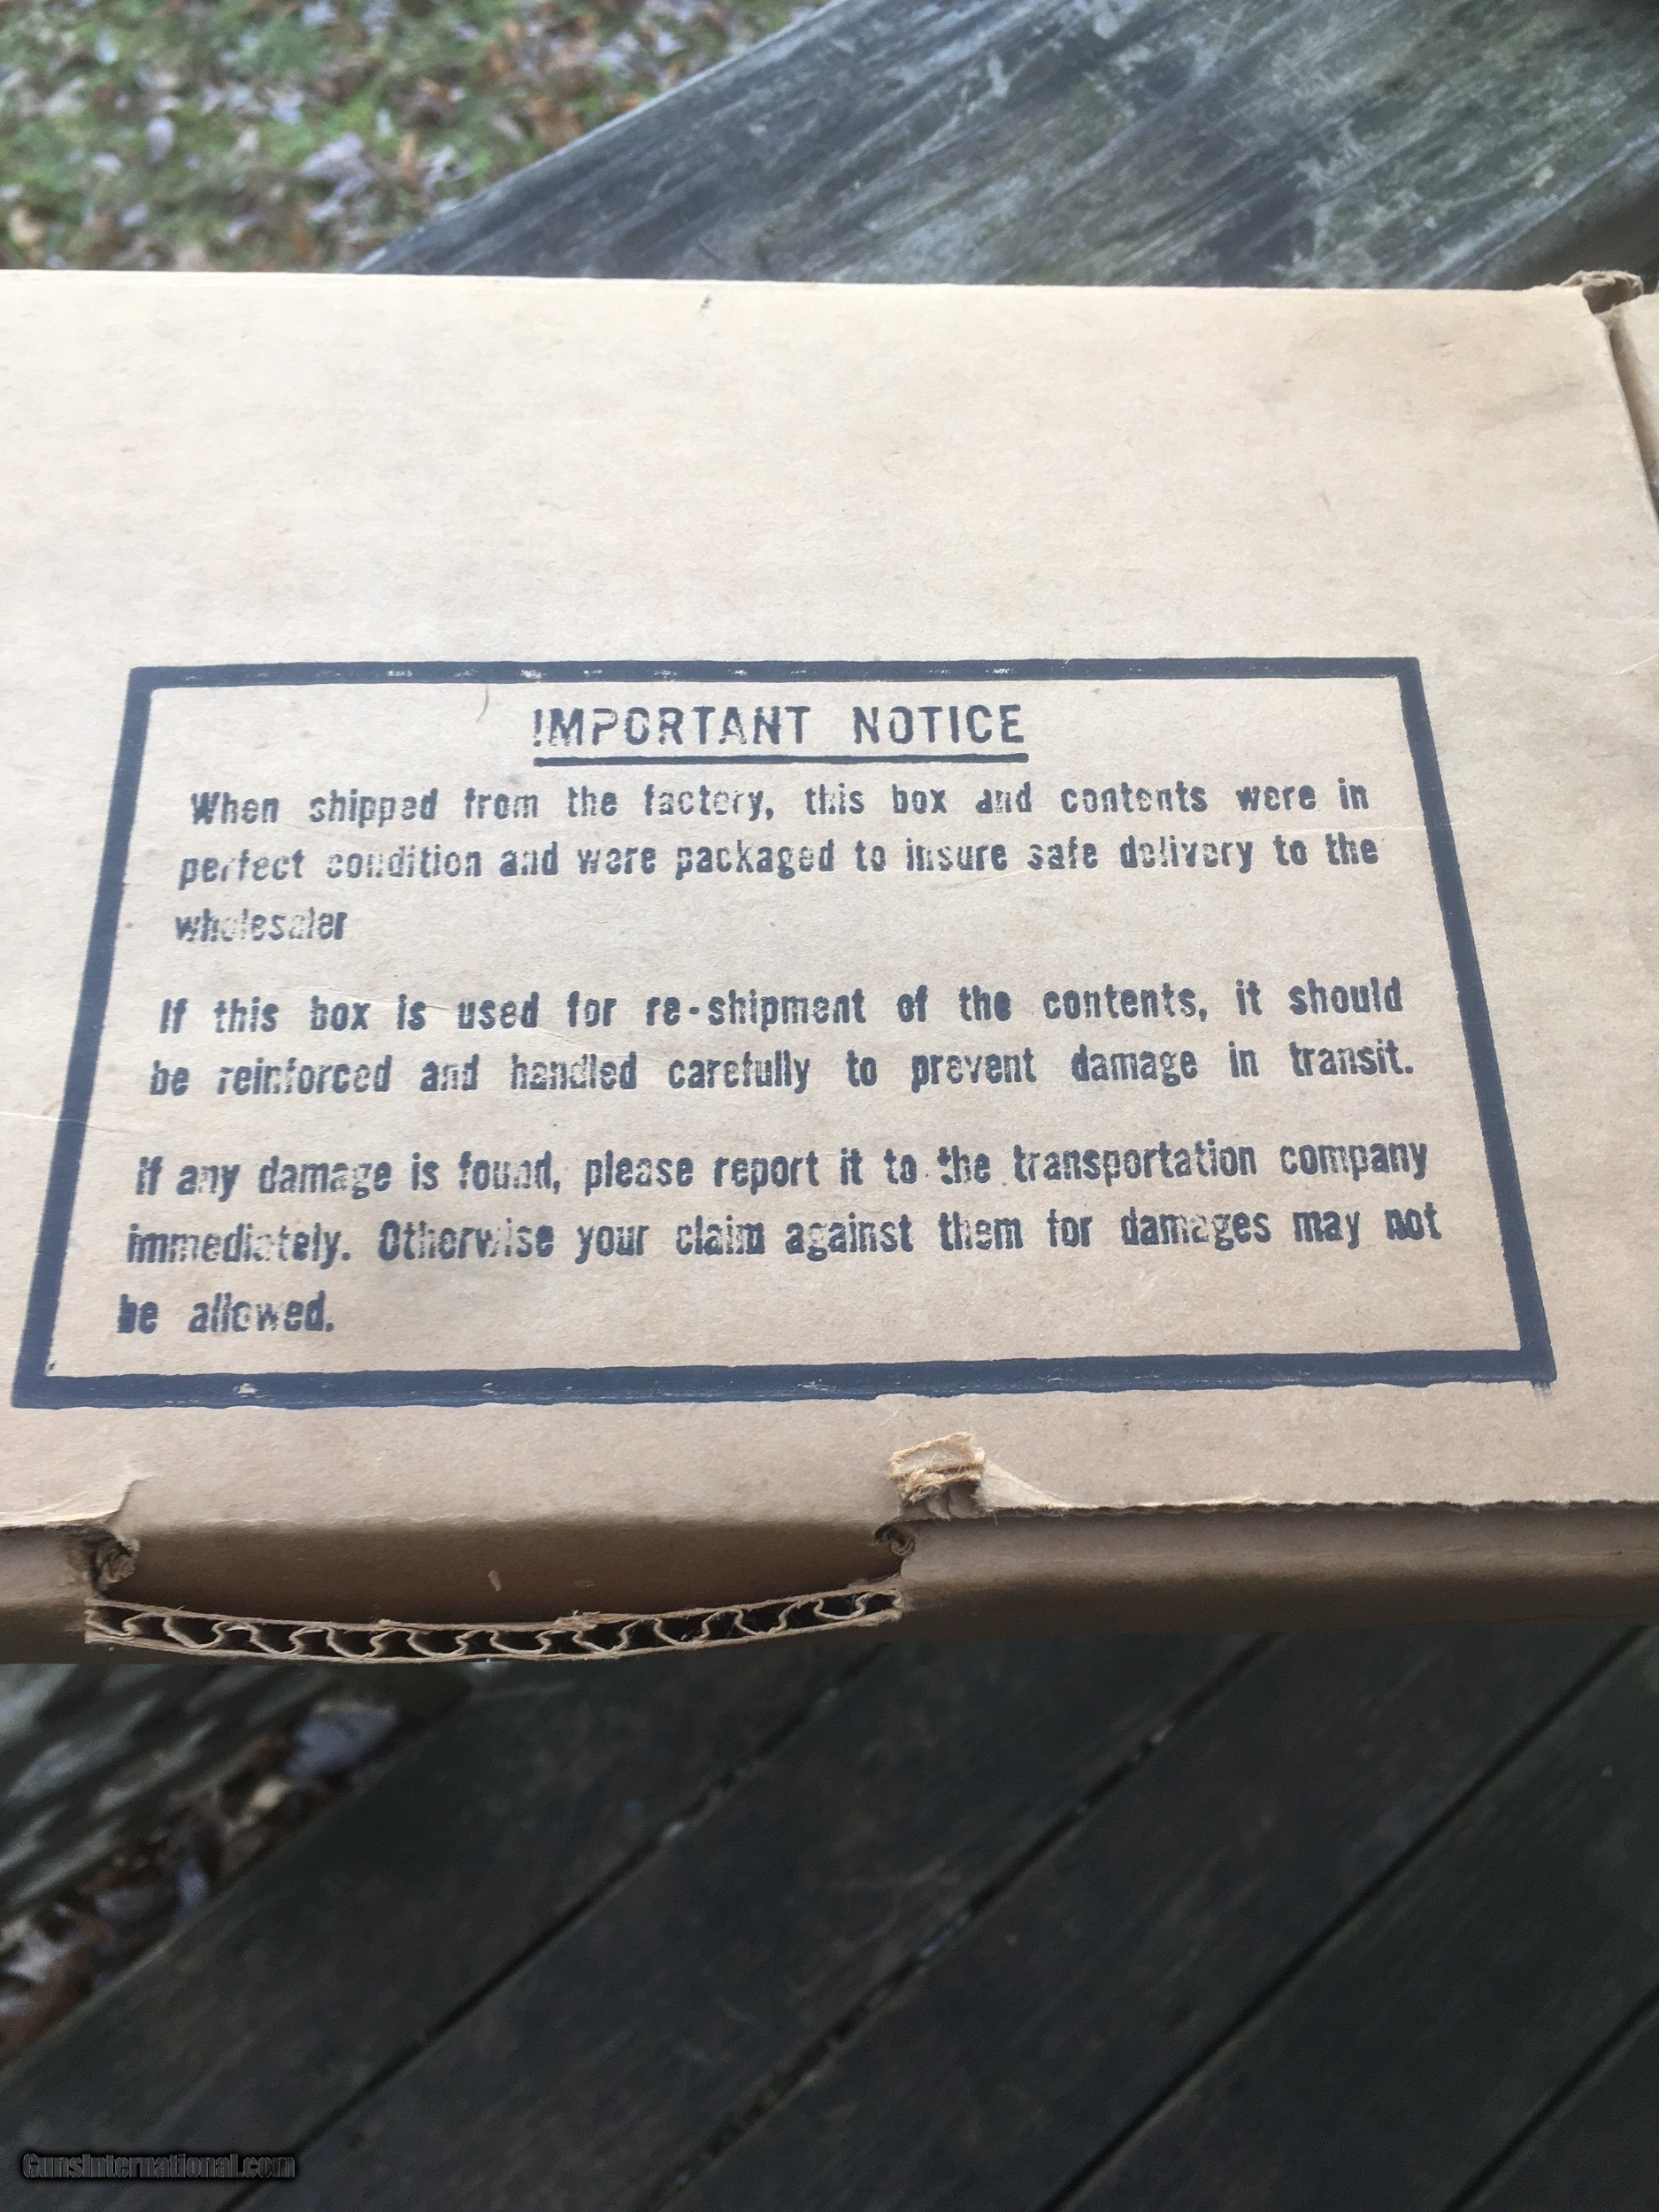 IMPORTANT NOTICE
When shipped from the factory, this box and contents were in
perfect condition and were packaged to insure safe delivery to the
wholesaler
If this box is used for re-shipment of the contents, it should
be reinforced and handled carefully to prevent damage in transit.
If any damage is found, please report it to the transportation company
immediately. Otherwise your claim against them for damages may not
be allowed.
GunsInternational.com